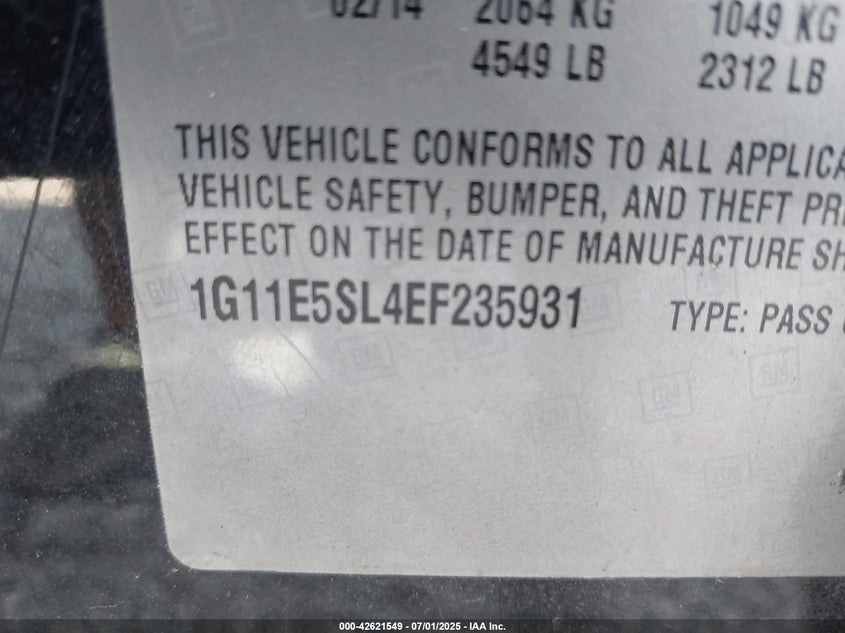 02/14 2064 KG 1049 KG
4549 LB 2312 LB
THIS VEHICLE CONFORMS TO ALL APPLICA
VEHICLE SAFETY, BUMPER, AND THEFT PRE
EFFECT ON THE DATE OF MANUFACTURE SH
1G11E5SL4EF235931 TYPE: PASS
000-42621549 - 07/01/2025 - IAA Inc.